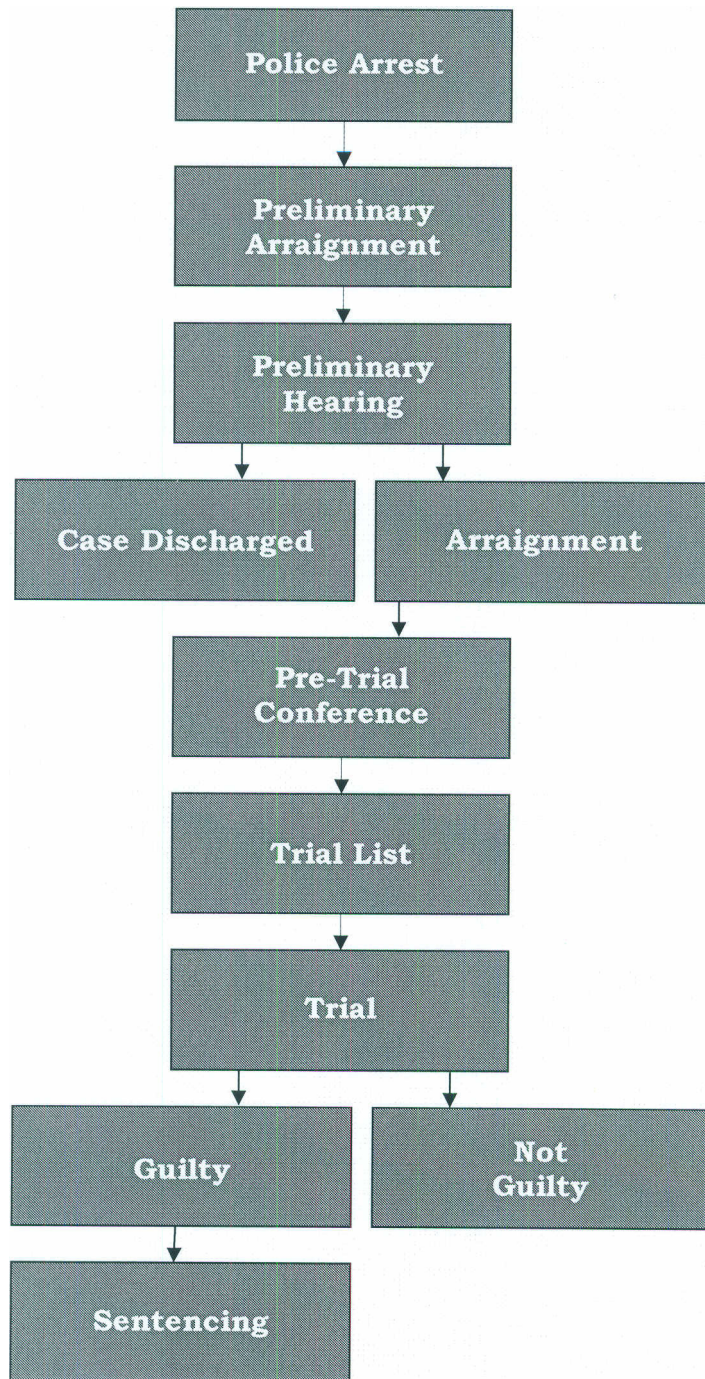 Police Arrest
Preliminary
Arraignment
Preliminary
Hearing
Case Discharged
Arraignment
Pre-Trial
Conference
Trial List
Trial
Guilty
Not
Guilty
Sentencing